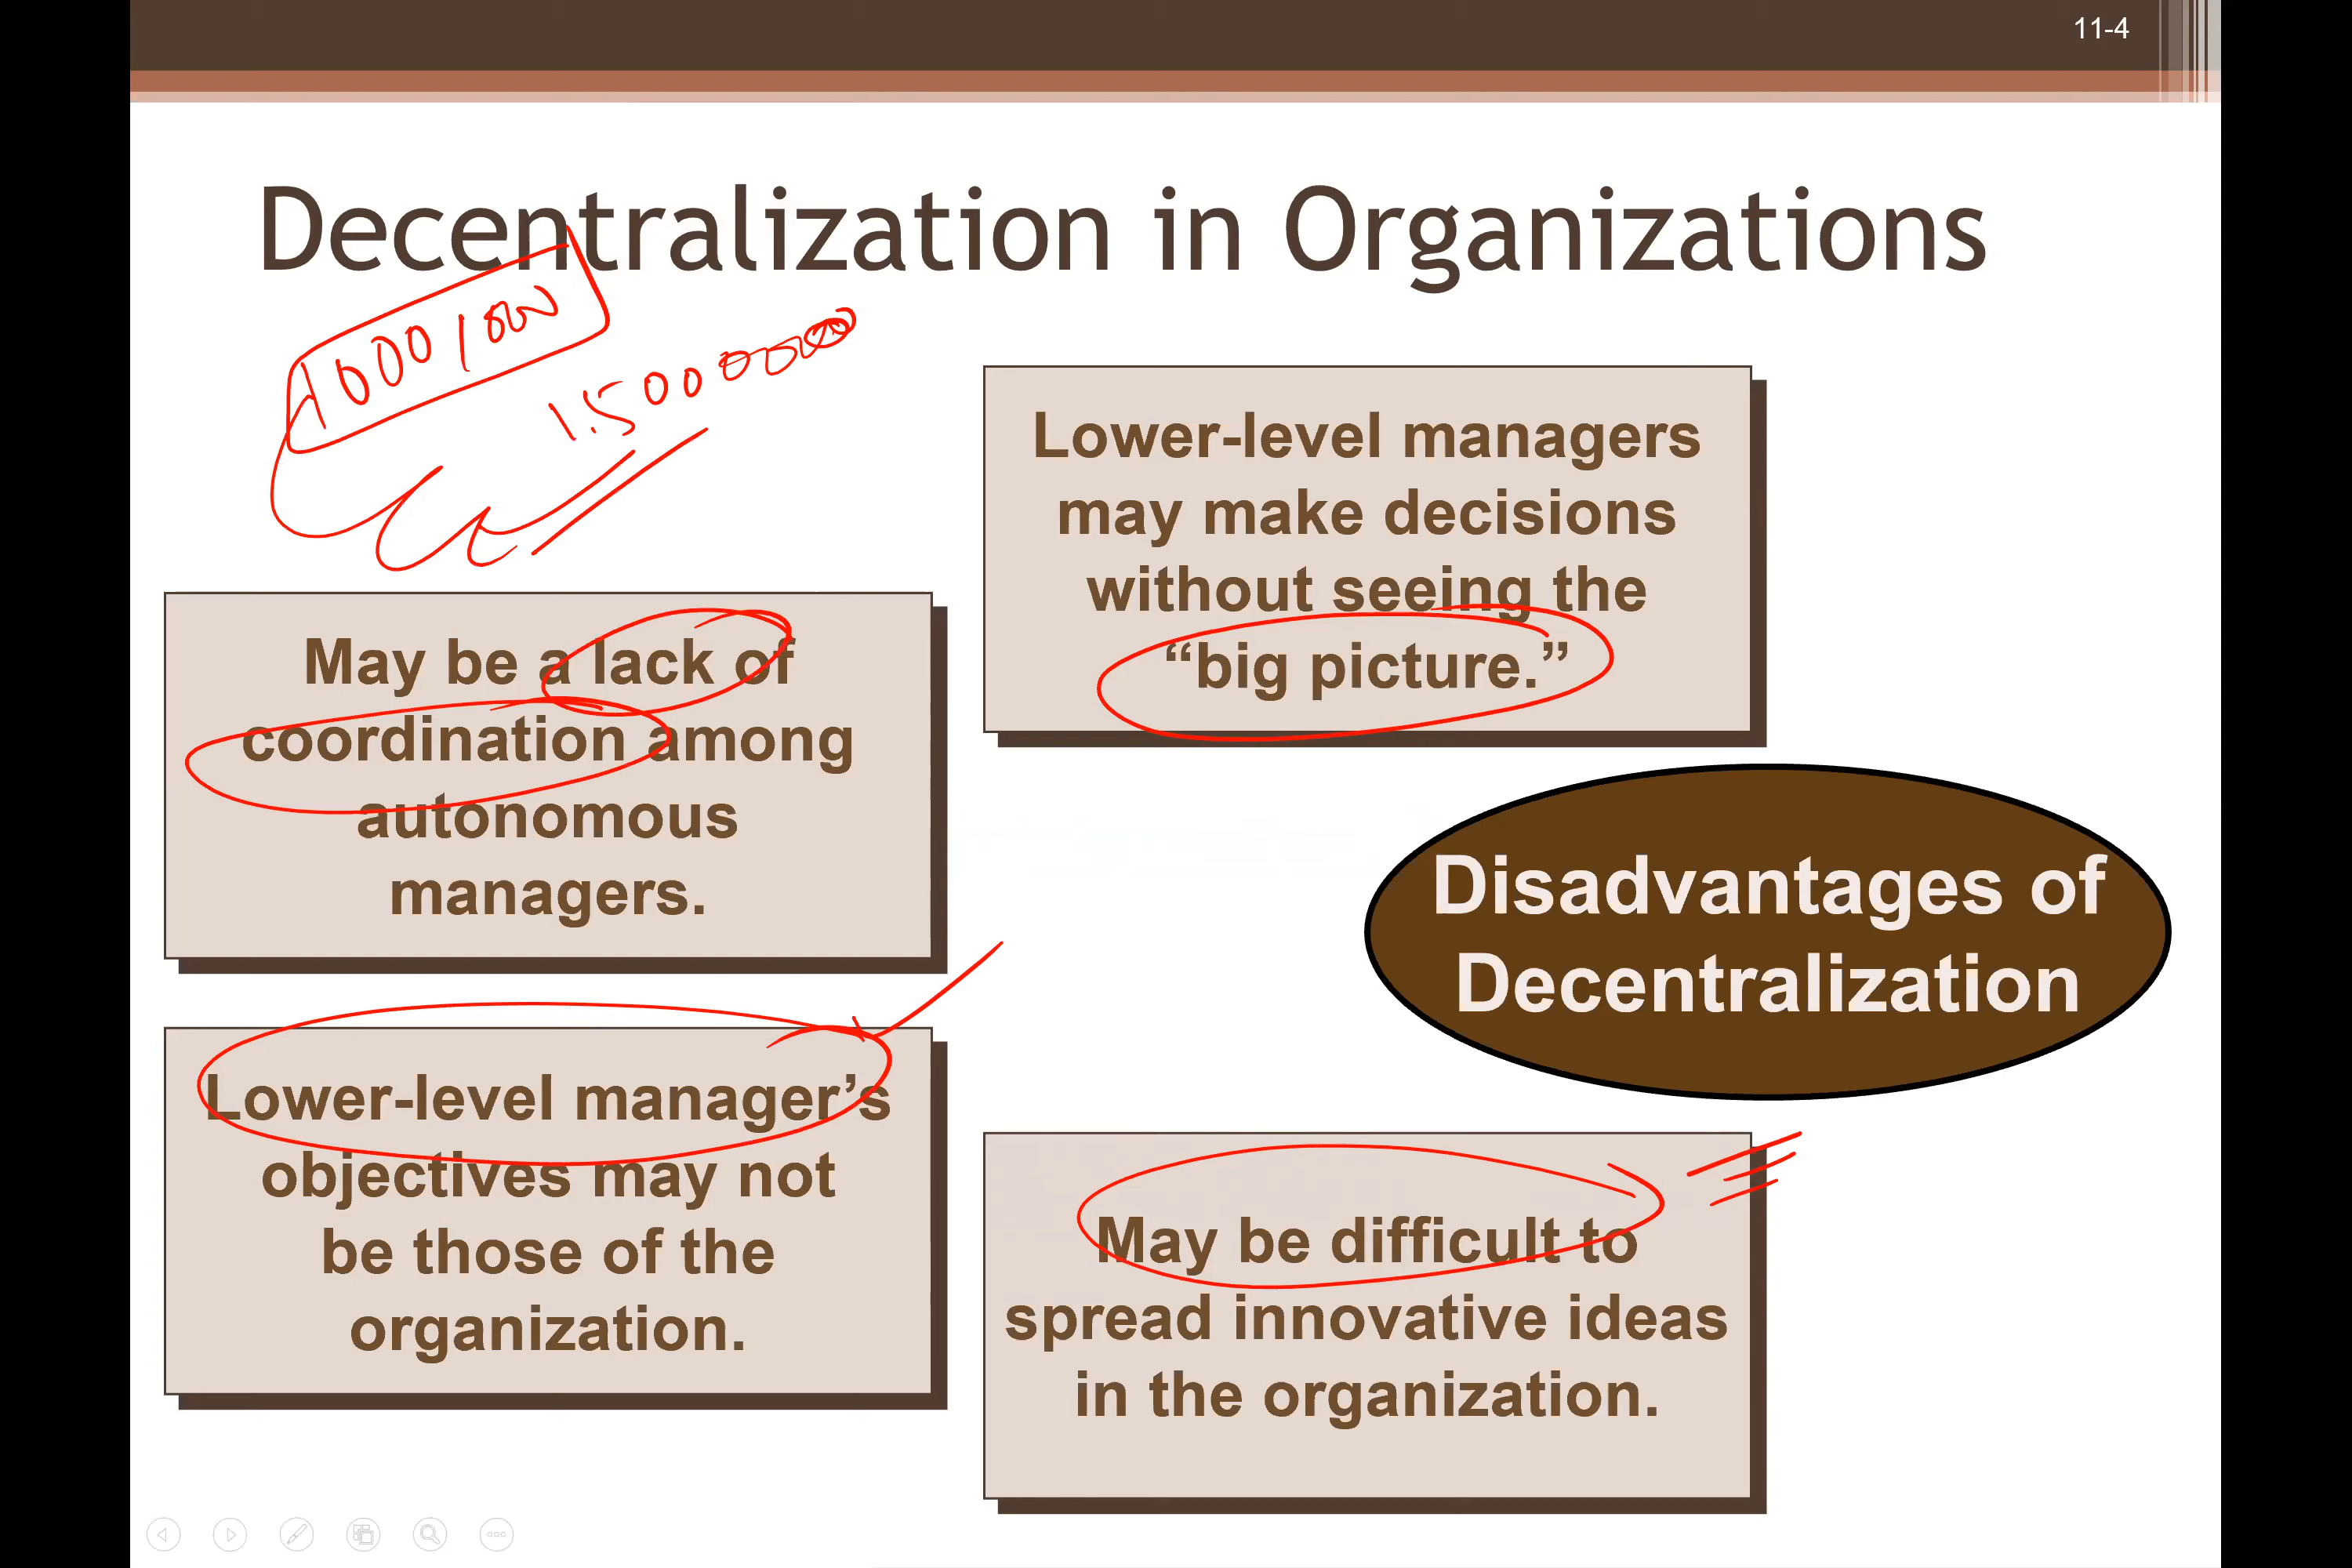 11-4
Decentralization in Organizations
Lower-level managers
may make decisions
without seeing the
“big picture.”
May be a lack of
coordination among
autonomous
managers.
Disadvantages of
Decentralization
Lower-level manager’s
objectives may not
be those of the
organization.
May be difficult to
spread innovative ideas
in the organization.